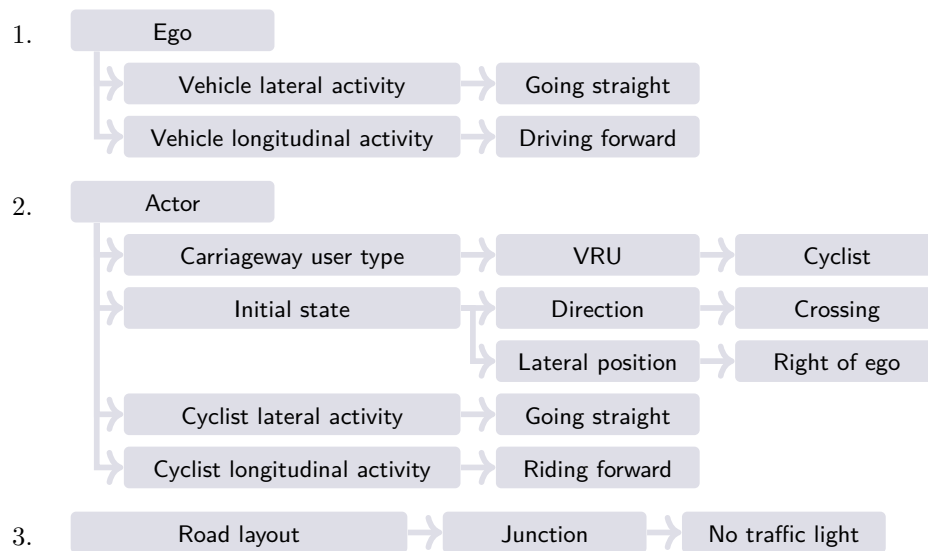 1. Ego
Vehicle lateral activity Going straight
Vehicle longitudinal activity Driving forward
2. Actor
Carriageway user type VRU Cyclist
Initial state Direction Crossing
Lateral position Right of ego
Cyclist lateral activity Going straight
Cyclist longitudinal activity Riding forward
3. Road layout Junction No traffic light